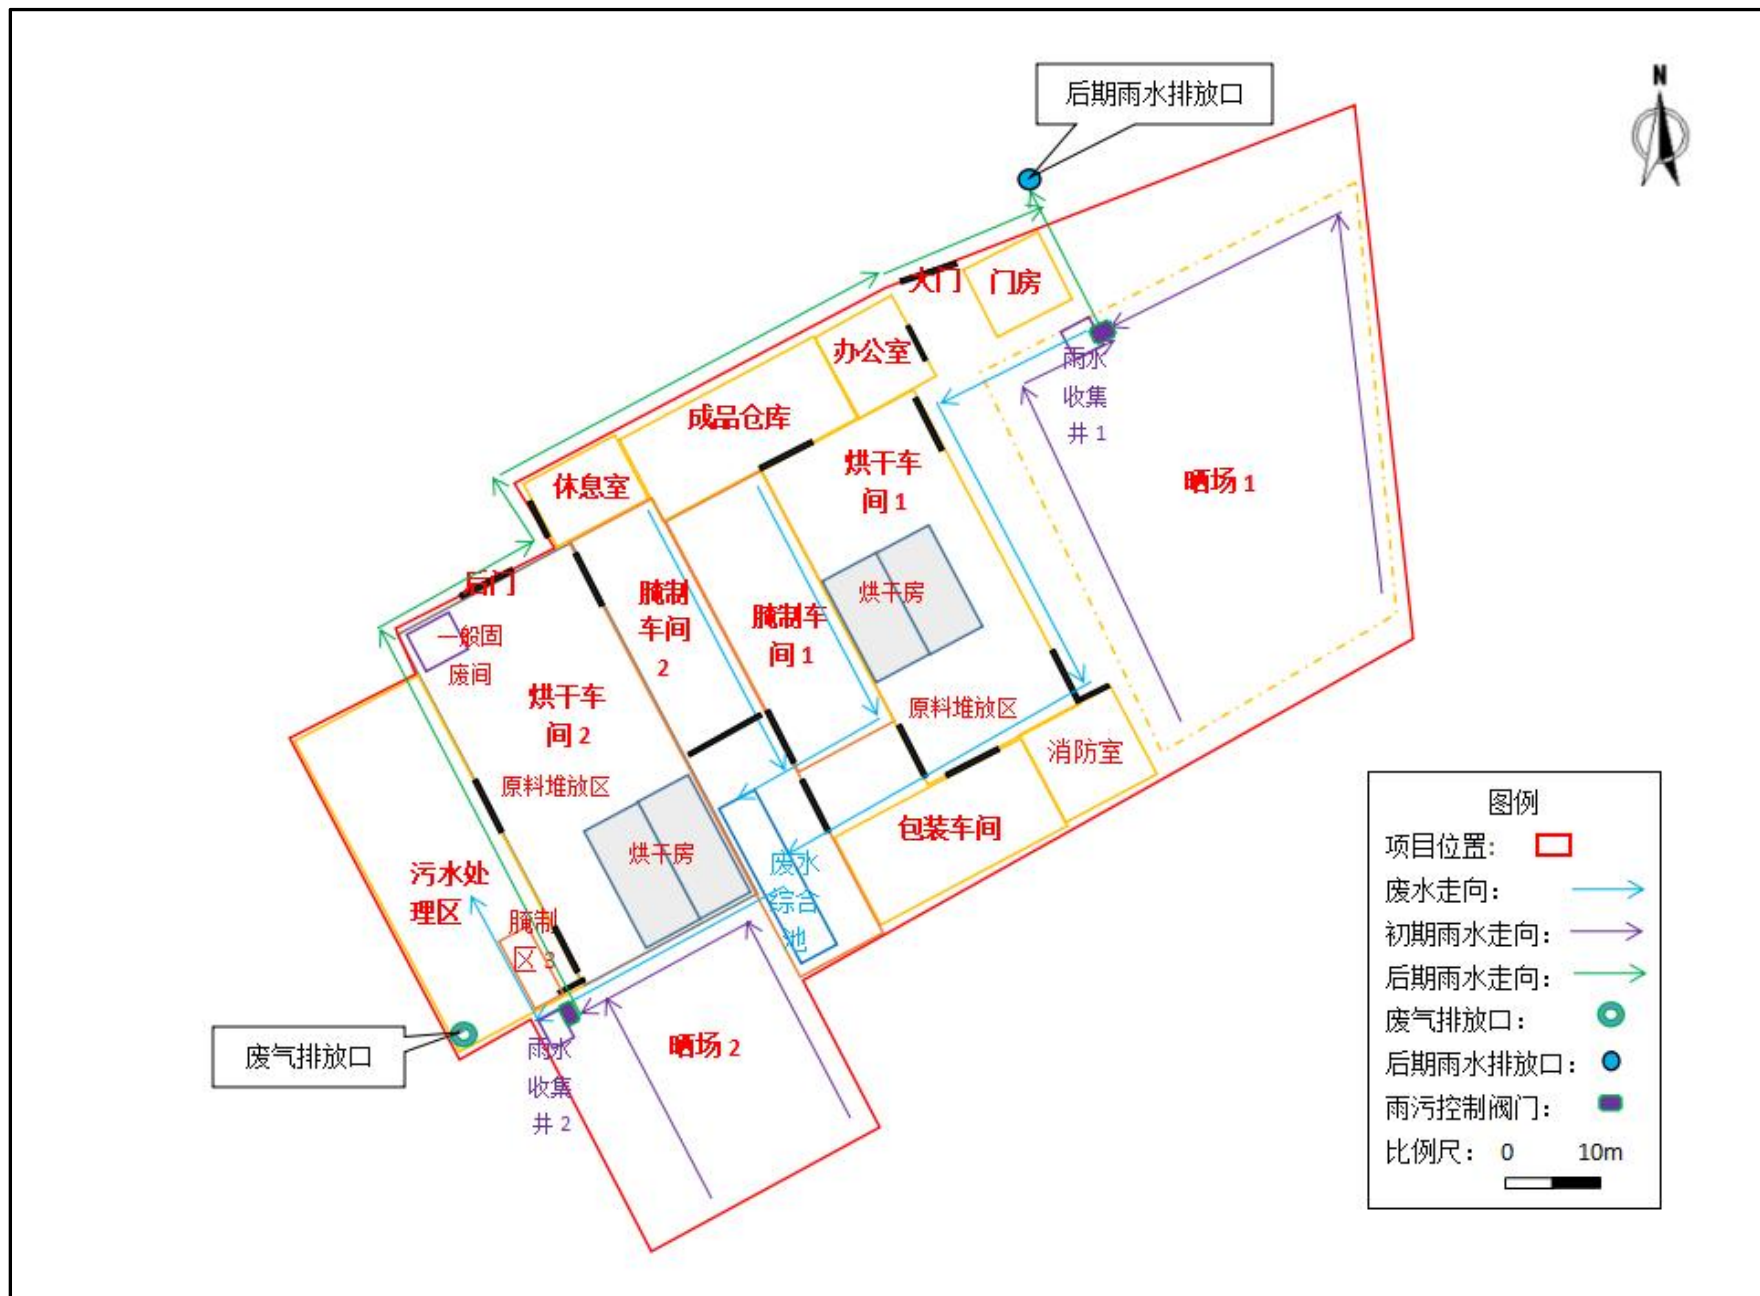 后期雨水排放口
N
大门
门房
办公室
雨水
收集
井 1
成品仓库
烘干车
间 1
休息室
晒场 1
后门
腌制
车间
2
腌制车
间 1
烘干房
一般固
废间
烘干车
间 2
原料堆放区
消防室
原料堆放区
包装车间
烘干房
废水
综合
池
污水处
理区
腌制
区 3
废气排放口
雨水
收集
井 2
晒场 2
图例
项目位置:
废水走向:
初期雨水走向:
后期雨水走向:
废气排放口:
后期雨水排放口:
雨污控制阀门:
比例尺: 0 10m